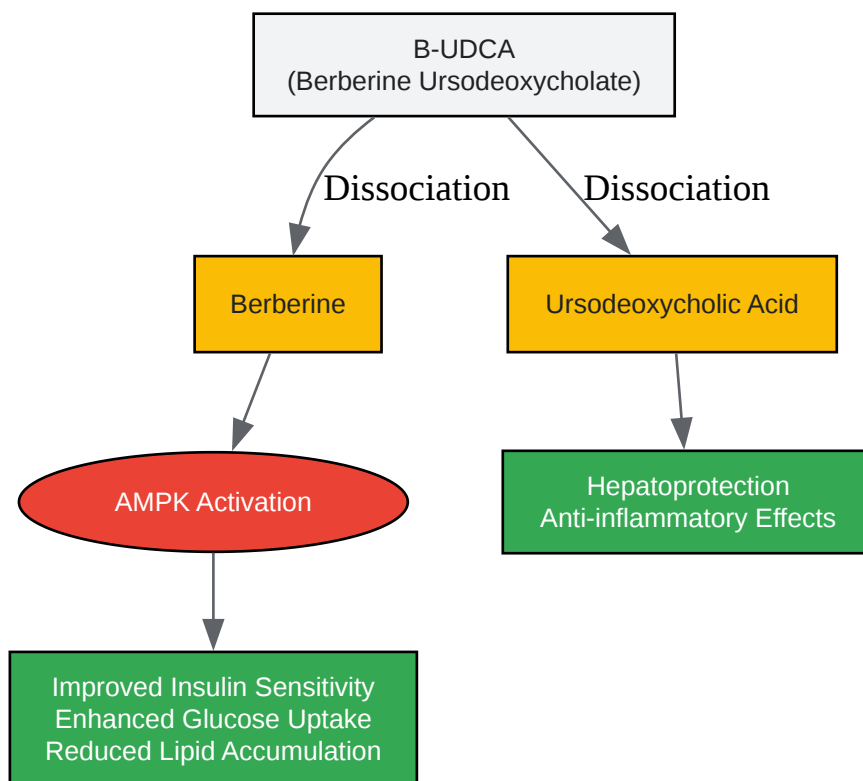 B-UDCA
(Berberine Ursodeoxycholate)
Dissociation
Dissociation
Berberine
Ursodeoxycholic Acid
AMPK Activation
Hepatoprotection
Anti-inflammatory Effects
Improved Insulin Sensitivity
Enhanced Glucose Uptake
Reduced Lipid Accumulation